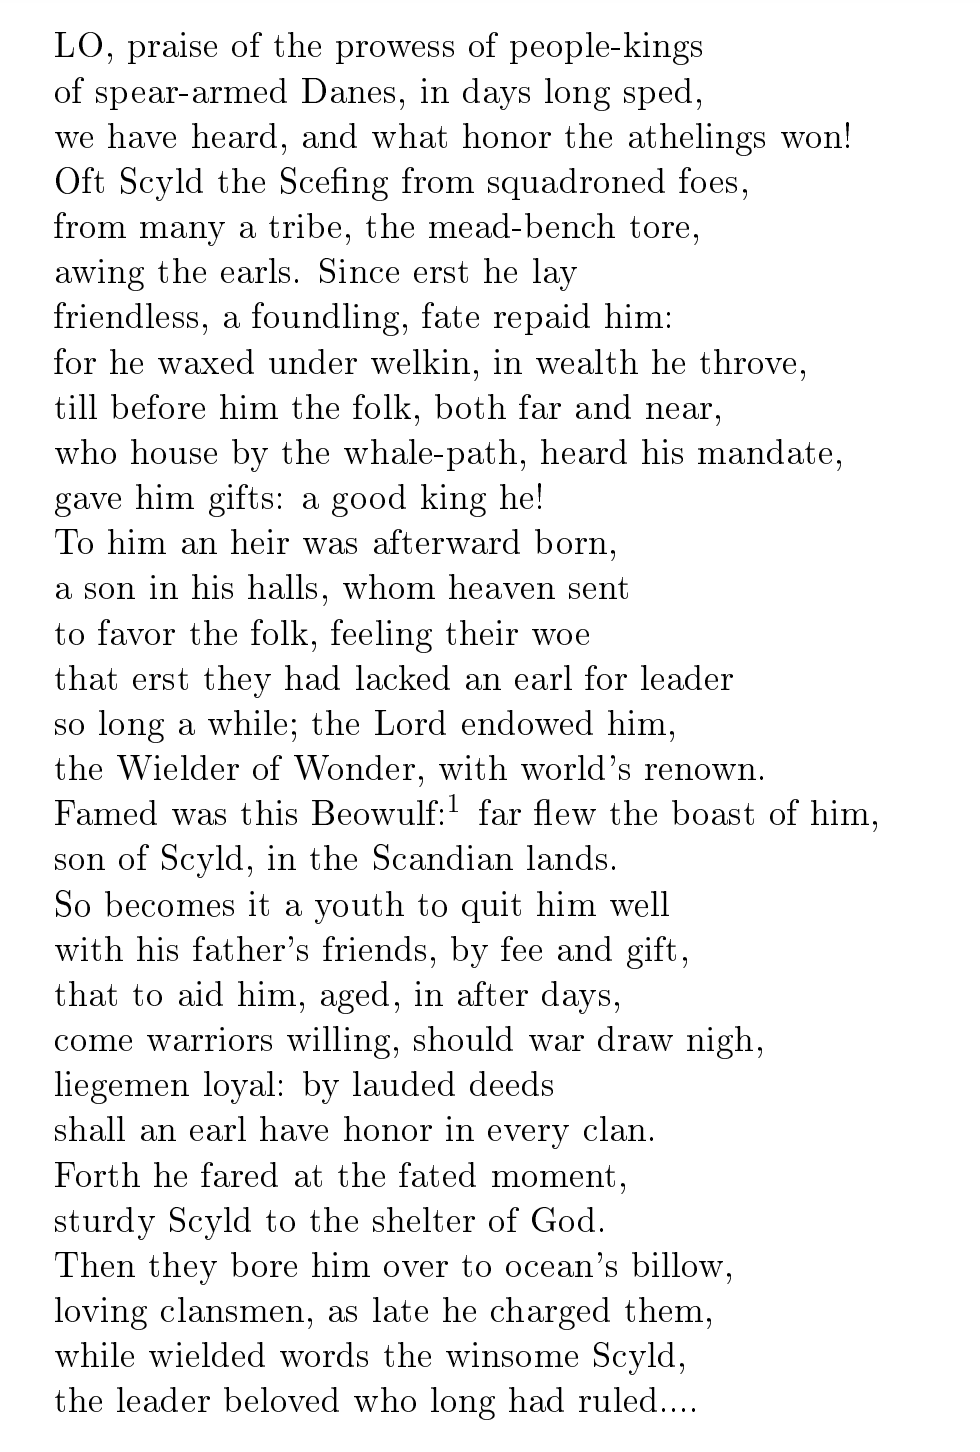 LO, praise of the prowess of people-kings
of spear-armed Danes, in days long sped,
we have heard, and what honor the athelings won!
Oft Scyld the Scefing from squadroned foes,
from many a tribe, the mead-bench tore,
awing the earls. Since erst he lay
friendless, a foundling, fate repaid him:
for he waxed under welkin, in wealth he throve,
till before him the folk, both far and near,
who house by the whale-path, heard his mandate,
gave him gifts: a good king he!
To him an heir was afterward born,
a son in his halls, whom heaven sent
to favor the folk, feeling their woe
that erst they had lacked an earl for leader
so long a while; the Lord endowed him,
the Wielder of Wonder, with world's renown.
Famed was this Beowulf:¹ far flew the boast of him,
son of Scyld, in the Scandian lands.
So becomes it a youth to quit him well
with his father's friends, by fee and gift,
that to aid him, aged, in after days,
come warriors willing, should war draw nigh,
liegemen loyal: by lauded deeds
shall an earl have honor in every clan.
Forth he fared at the fated moment,
sturdy Scyld to the shelter of God.
Then they bore him over to ocean's billow,
loving clansmen, as late he charged them,
while wielded words the winsome Scyld,
the leader beloved who long had ruled....